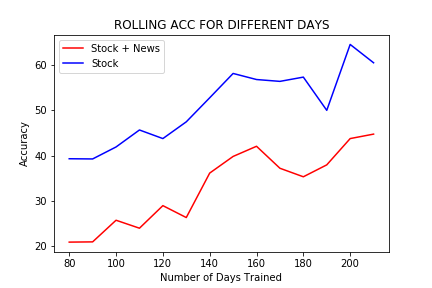 ROLLING ACC FOR DIFFERENT DAYS
Stock + News
Stock
Accuracy
60
50
40
30
20
80 100 120 140 160 180 200
Number of Days Trained